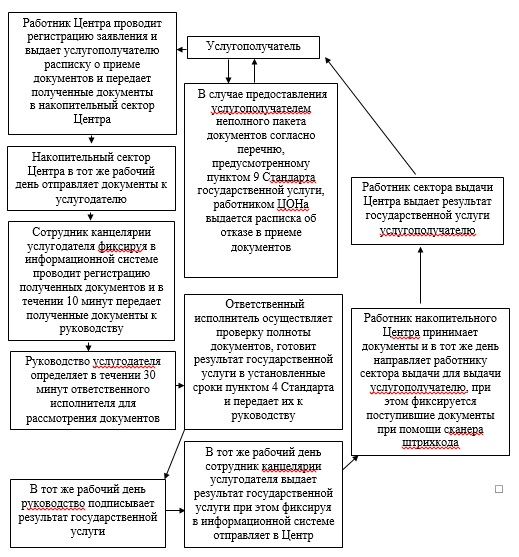 Работник Центра проводит
регистрацию заявления и
выдает услугополучателю
расписку о приеме
документов и передает
полученные документы
в накопительный сектор
Центра
Услугополучатель
В случае предоставления
услугополучателем
неполного пакета
документов согласно
перечню,
предусмотренному
пунктом 9 Стандарта
государственной услуги,
работником ЦОНа
выдается расписка об
отказе в приеме
документов
Накопительный сектор
Центра в тот же рабочий
день отправляет документы к
услугодателю
Работник сектора выдачи
Центра выдает результат
государственной услуги
услугополучателю
Сотрудник канцелярии
услугодателя фиксируя в
информационной системе
проводит регистрацию
полученных документов и в
течении 10 минут передает
полученные документы к
руководству
Ответственный
исполнитель осуществляет
проверку полноты
документов, готовит
результат государственной
услуги в установленные
сроки пунктом 4 Стандарта
и передает их к
руководству
Работник накопительного
Центра принимает
документы и в тот же день
направляет работнику
сектора выдачи для выдачи
услугополучателю, при
этом фиксируется
поступившие документы
при помощи сканера
штрихкода
Руководство услугодателя
определяет в течении 30
минут ответственного
исполнителя для
рассмотрения документов
В тот же рабочий день
сотрудник канцелярии
услугодателя выдает
результат государственной
услуги при этом фиксируя
в информационной системе
отправляет в Центр
В тот же рабочий день
руководство подписывает
результат государственной
услуги